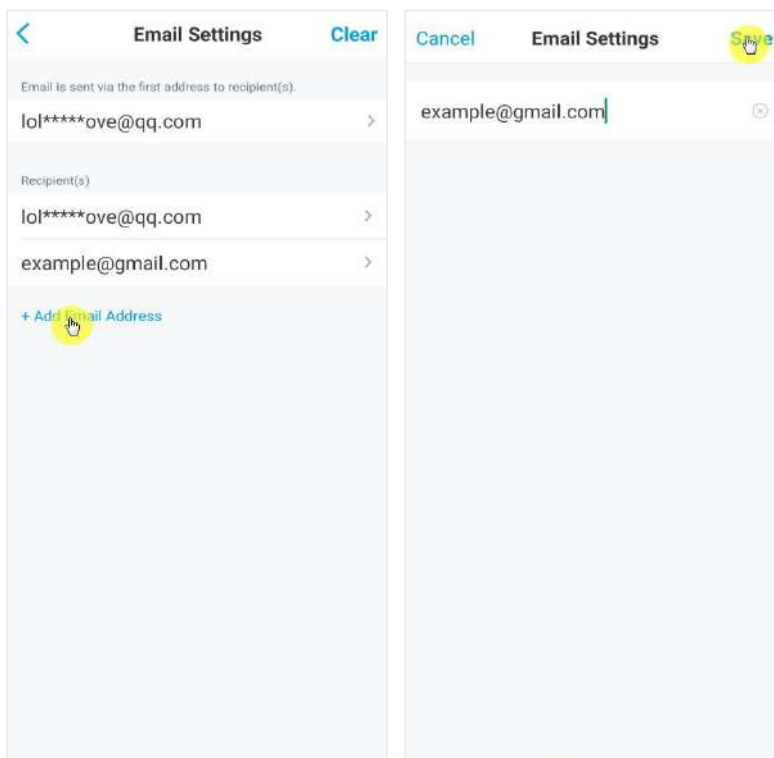 Email Settings
Clear
Email is sent via the first address to recipient(s).
lol*****ove@qq.com
Recipient(s)
lol*****ove@qq.com
example@gmail.com
+ Add Email Address
Cancel
Email Settings
Save
example@gmail.com